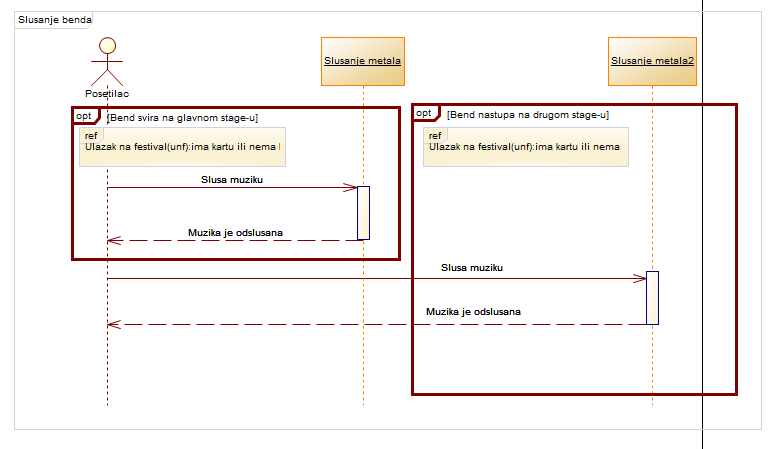 Slusanje benda
Posetilac
Slusanje metala
Slusanje metala2
opt
[Bend svira na glavnom stage-u]
ref
Ulazak na festival(unf):ima kartu ili nema
Slusa muziku
Muzika je odslusana
opt
[Bend nastupa na drugom stage-u]
ref
Ulazak na festival(unf):ima kartu ili nema
Slusa muziku
Muzika je odslusana